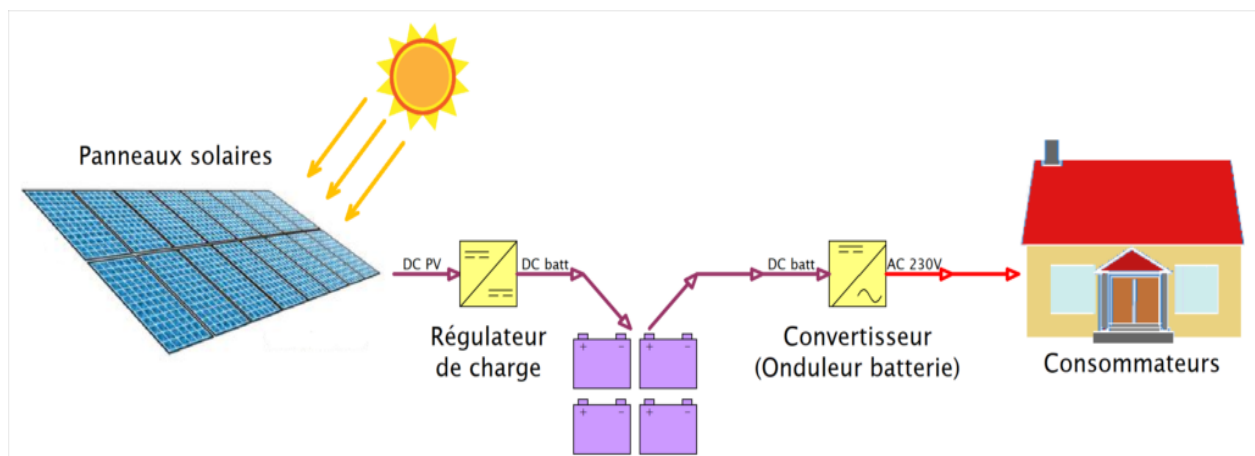 Panneaux solaires
DC PV
DC batt
DC batt
AC 230V
Régulateur
de charge
Convertisseur
(Onduleur batterie)
Consommateurs
+ -
+ -
+ -
+ -